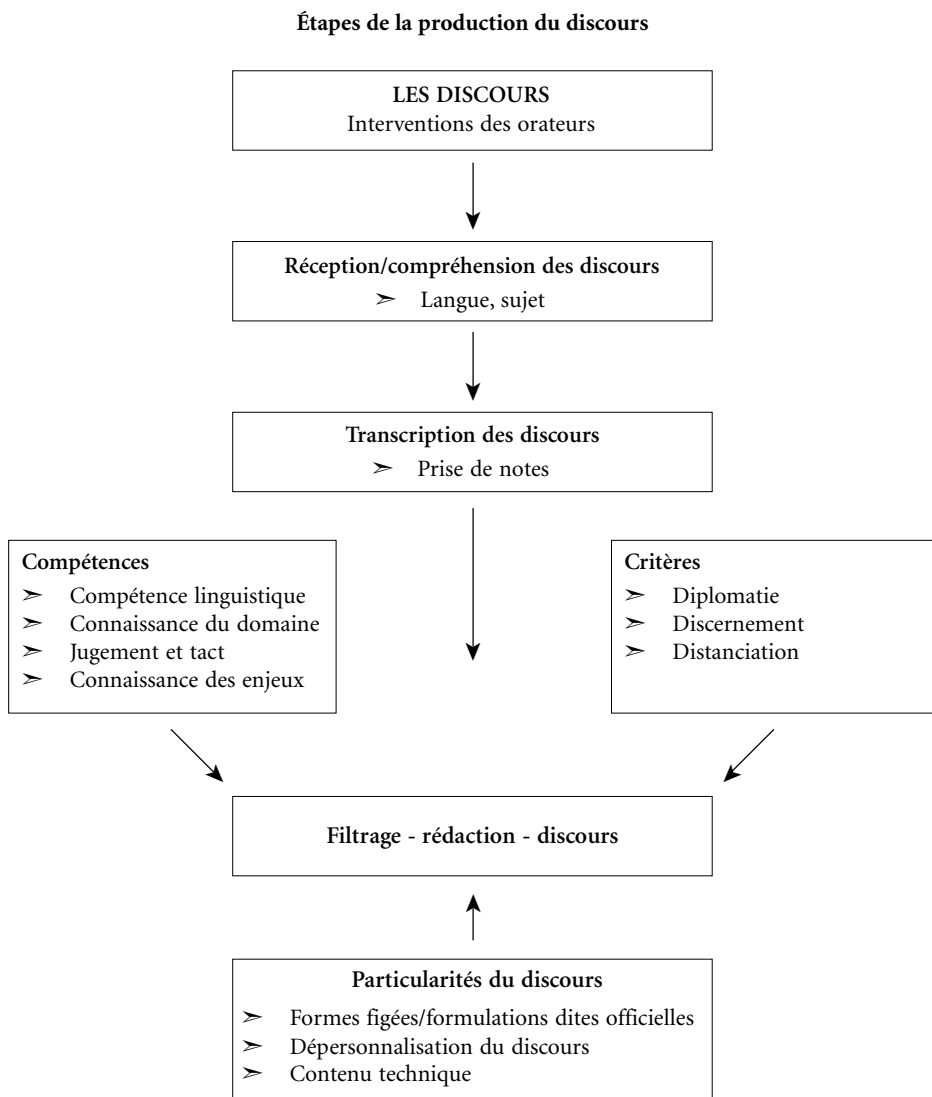 Étapes de la production du discours
LES DISCOURS
Interventions des orateurs
Réception/compréhension des discours
➢ Langue, sujet
Transcription des discours
➢ Prise de notes
Compétences
➢ Compétence linguistique
➢ Connaissance du domaine
➢ Jugement et tact
➢ Connaissance des enjeux
Critères
➢ Diplomatie
➢ Discernement
➢ Distanciation
Filtrage - rédaction - discours
Particularités du discours
➢ Formes figées/formulations dites officielles
➢ Dépersonnalisation du discours
➢ Contenu technique